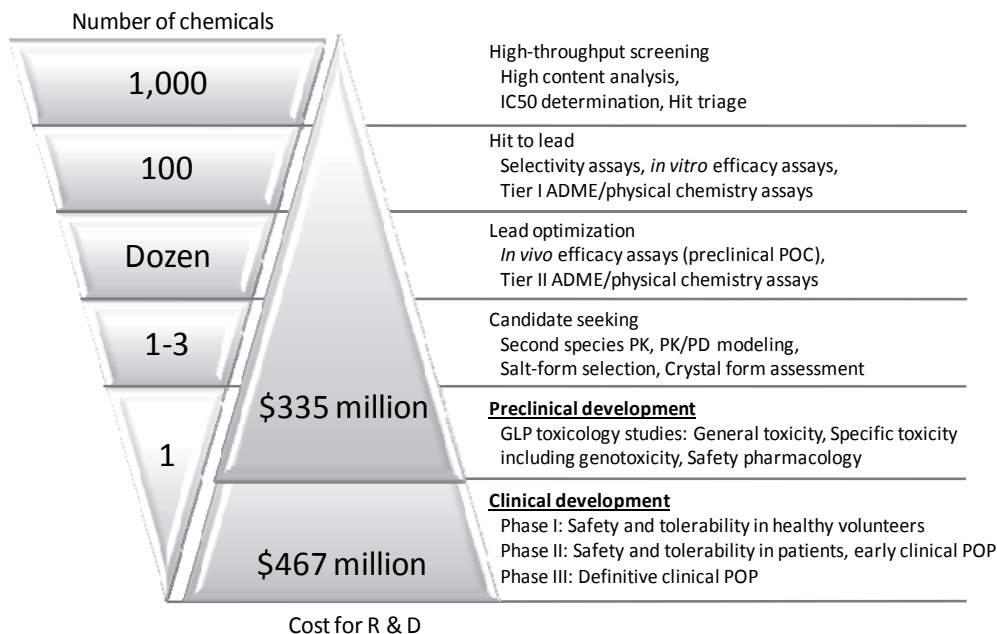 Number of chemicals
1,000
100
Dozen
1-3
1
$335 million
$467 million
Cost for R & D
High-throughput screening
High content analysis,
IC50 determination, Hit triage
Hit to lead
Selectivity assays, in vitro efficacy assays,
Tier I ADME/physical chemistry assays
Lead optimization
In vivo efficacy assays (preclinical POC),
Tier II ADME/physical chemistry assays
Candidate seeking
Second species PK, PK/PD modeling,
Salt-form selection, Crystal form assessment
Preclinical development
GLP toxicology studies: General toxicity, Specific toxicity
including genotoxicity, Safety pharmacology
Clinical development
Phase I: Safety and tolerability in healthy volunteers
Phase II: Safety and tolerability in patients, early clinical POP
Phase III: Definitive clinical POP